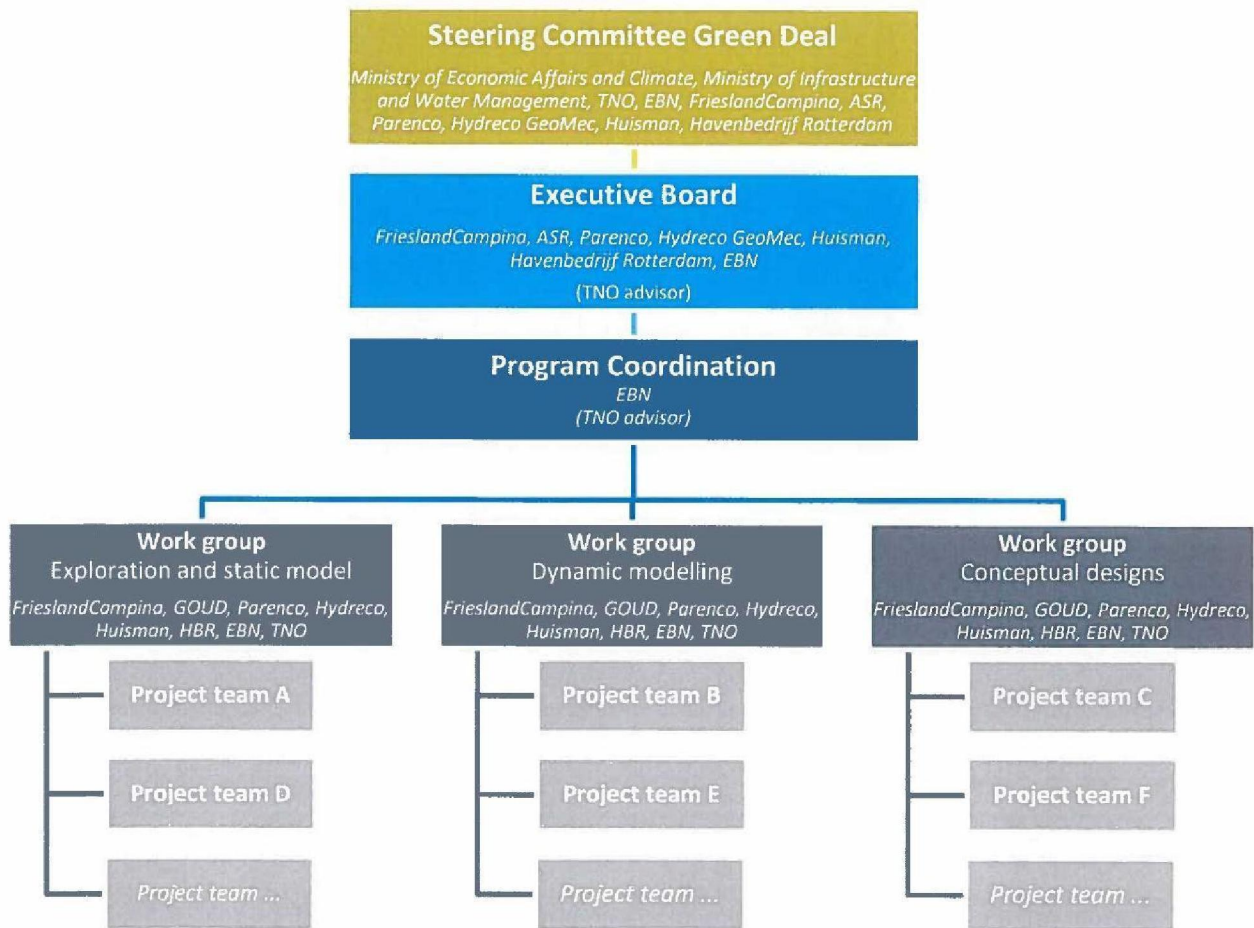 Steering Committee Green Deal
Ministry of Economic Affairs and Climate, Ministry of Infrastructure
and Water Management, TNO, EBN, FrieslandCampina, ASR,
Parenco, Hydreco GeoMec, Huisman, Havenbedrijf Rotterdam
Executive Board
FrieslandCampina, ASR, Parenco, Hydreco GeoMec, Huisman,
Havenbedrijf Rotterdam, EBN
(TNO advisor)
Program Coordination
EBN
(TNO advisor)
Work group
Exploration and static model
FrieslandCampina, GOUD, Parenco, Hydreco,
Huisman, HBR, EBN, TNO
Project team A
Project team D
Project team ...
Work group
Dynamic modelling
FrieslandCampina, GOUD, Parenco, Hydreco,
Huisman, HBR, EBN, TNO
Project team B
Project team E
Project team ...
Work group
Conceptual designs
FrieslandCampina, GOUD, Parenco, Hydreco,
Huisman, HBR, EBN, TNO
Project team C
Project team F
Project team ...